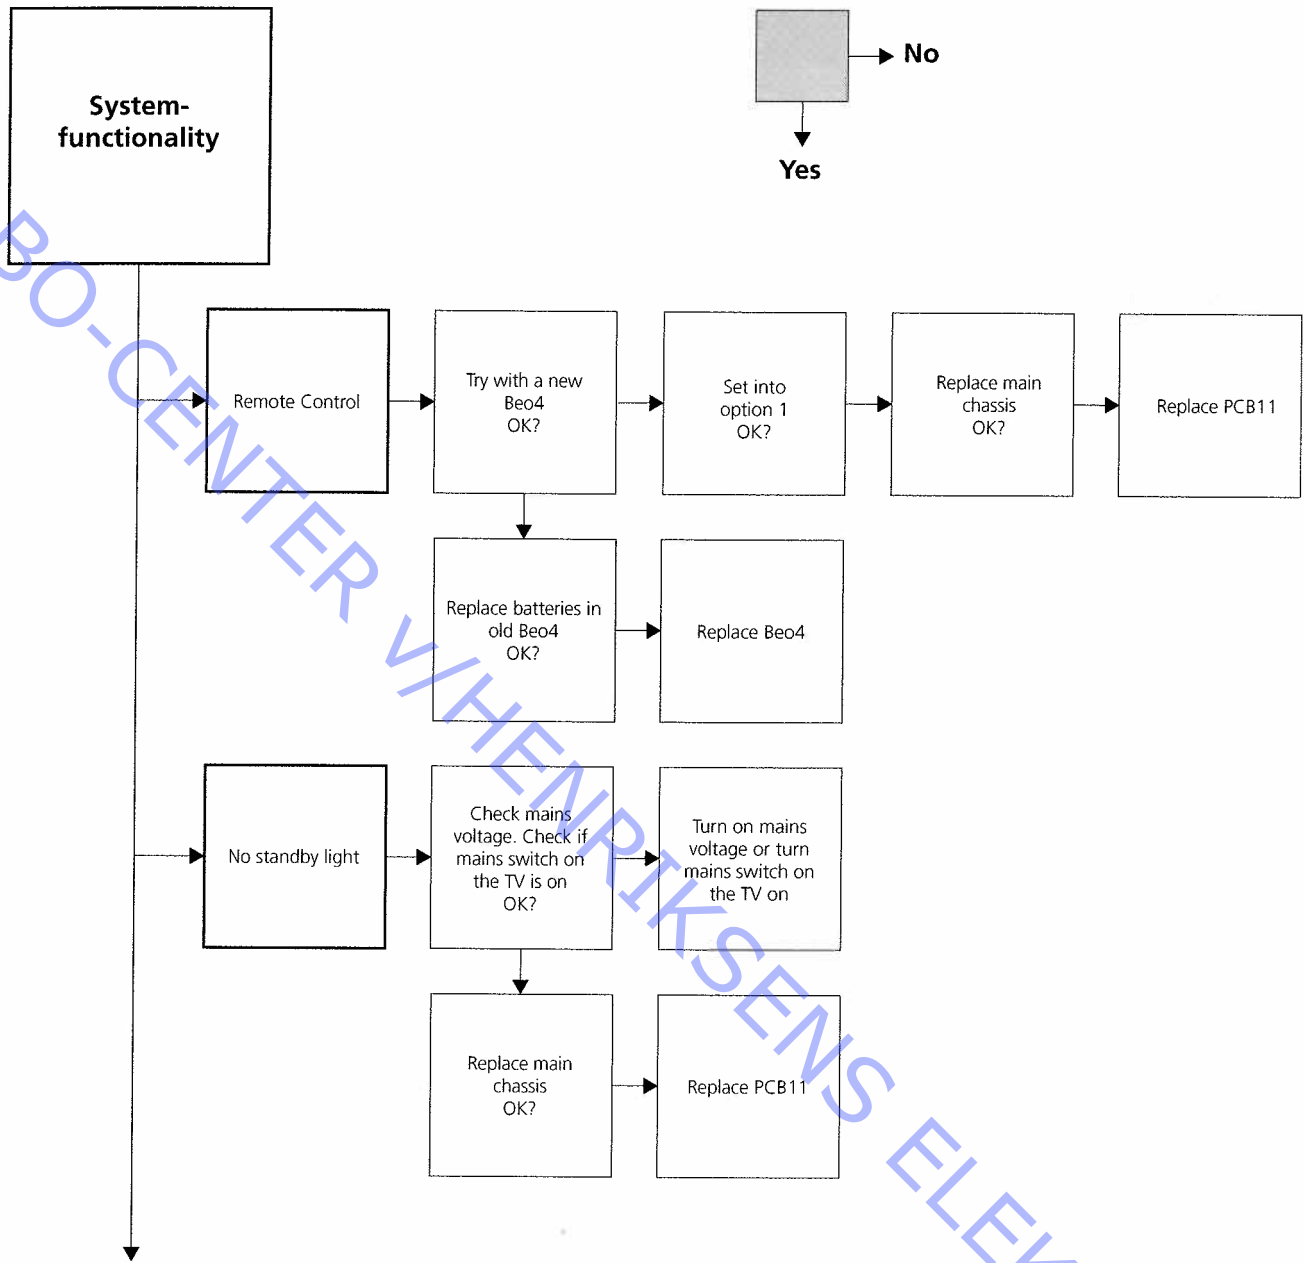 System-
functionality
No
Yes
Remote Control
Try with a new
Beo4
OK?
Set into
option 1
OK?
Replace main
chassis
OK?
Replace PCB11
Replace batteries in
old Beo4
OK?
Replace Beo4
No standby light
Check mains
voltage. Check if
mains switch on
the TV is on
OK?
Turn on mains
voltage or turn
mains switch on
the TV on
Replace main
chassis
OK?
Replace PCB11
BO-CENTER v/HENRIKSENS ELEK